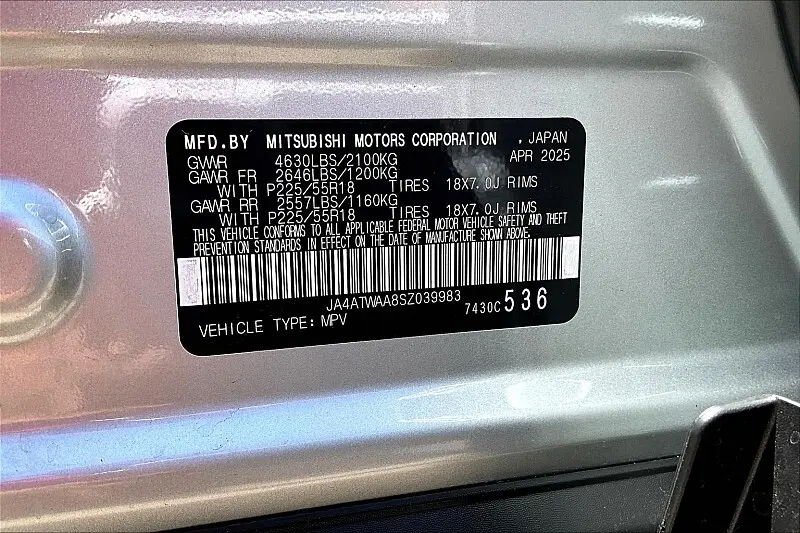 MFD.BY MITSUBISHI MOTORS CORPORATION , JAPAN
GVWR 4630LBS/2100KG APR 2025
GAWR FR 2646LBS/1200KG
WITH P225/55R18 TIRES 18X7.0J RIMS
GAWR RR 2557LBS/1160KG
WITH P225/55R18 TIRES 18X7.0J RIMS
THIS VEHICLE CONFORMS TO ALL APPLICABLE FEDERAL MOTOR VEHICLE SAFETY AND THEFT
PREVENTION STANDARDS IN EFFECT ON THE DATE OF MANUFACTURE SHOWN ABOVE.
JA4ATWAA8SZ039983
7430C 536
VEHICLE TYPE: MPV